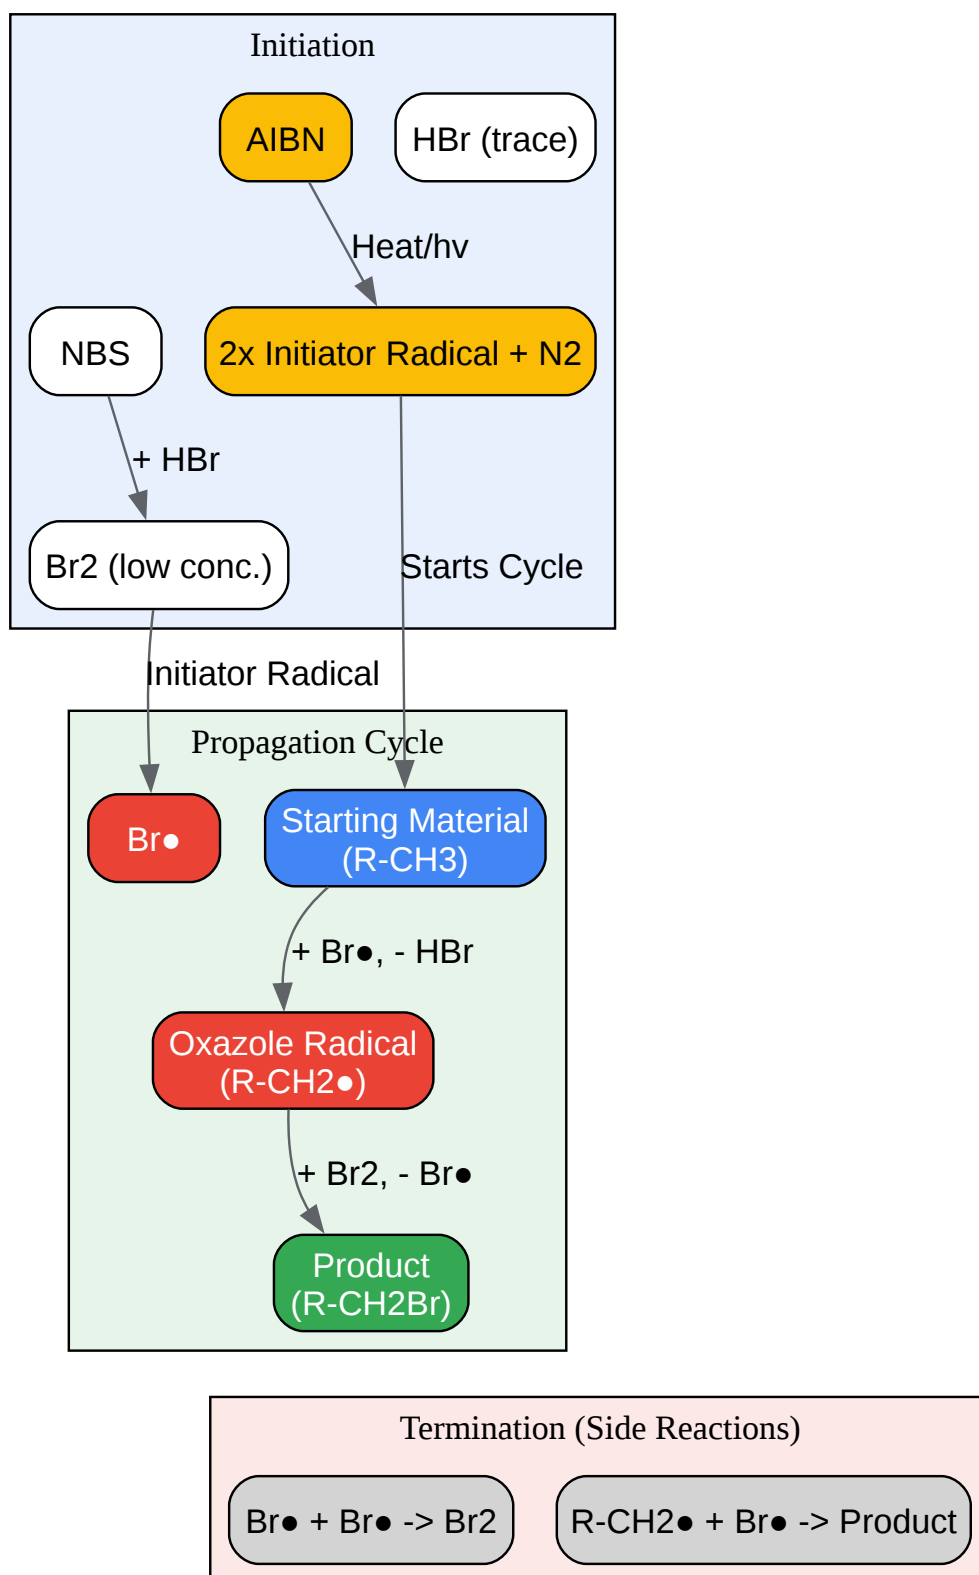 Initiation
AIBN
HBr (trace)
Heat/hv
NBS
2x Initiator Radical + N2
+ HBr
Br2 (low conc.)
Starts Cycle
Initiator Radical
Propagation Cycle
Br●
Starting Material
(R-CH3)
+ Br●, - HBr
Oxazole Radical
(R-CH2●)
+ Br2, - Br●
Product
(R-CH2Br)
Termination (Side Reactions)
Br● + Br● -> Br2
R-CH2● + Br● -> Product